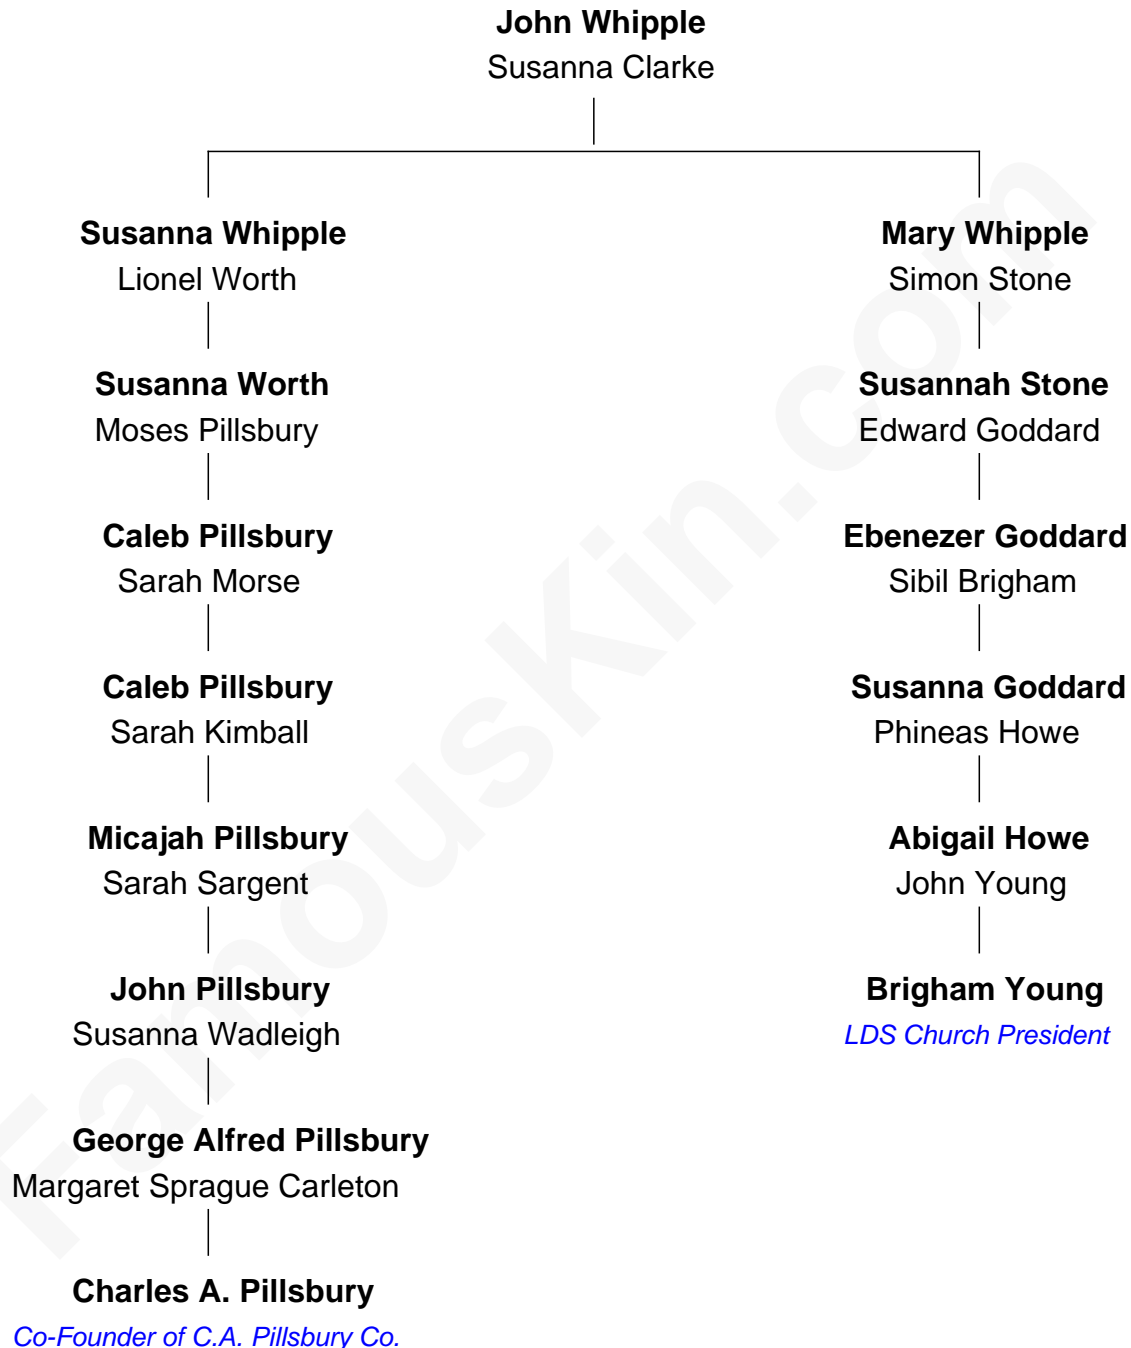 John Whipple
Susanna Clarke
Susanna Whipple
Lionel Worth
Mary Whipple
Simon Stone
Susanna Worth
Moses Pillsbury
Susannah Stone
Edward Goddard
Caleb Pillsbury
Sarah Morse
Ebenezer Goddard
Sibil Brigham
Caleb Pillsbury
Sarah Kimball
Susanna Goddard
Phineas Howe
Micajah Pillsbury
Sarah Sargent
Abigail Howe
John Young
John Pillsbury
Susanna Wadleigh
Brigham Young
LDS Church President
George Alfred Pillsbury
Margaret Sprague Carleton
Charles A. Pillsbury
Co-Founder of C.A. Pillsbury Co.
FamousKin.com